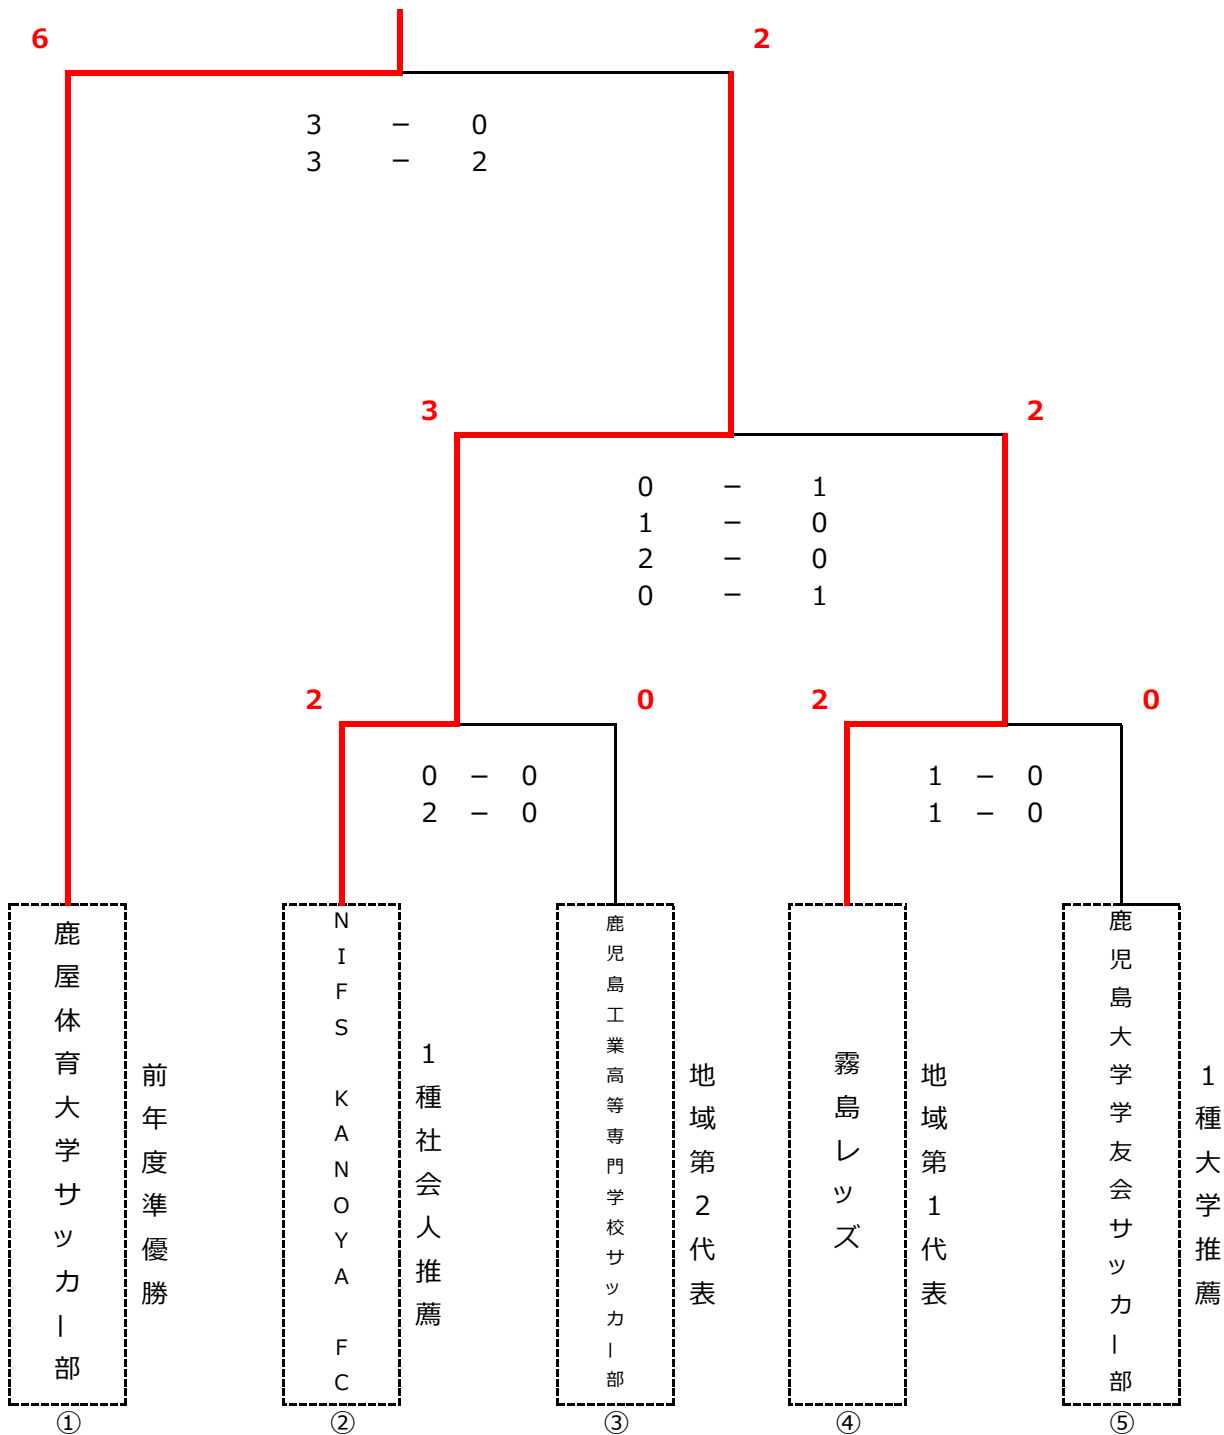 6 2
3 － 0
3 － 2
3 2
0 － 1
1 － 0
2 － 0
0 － 1
2 0 2 0
0 － 0 1 － 0
2 － 0 1 － 0
鹿屋体育大学サッカー部
前年度準優勝
NIFS KANOYA FC
1種社会人推薦
鹿児島工業高等専門学校サッカー部
地域第2代表
霧島レッズ
地域第1代表
鹿児島大学学友会サッカー部
1種大学推薦
① ② ③ ④ ⑤